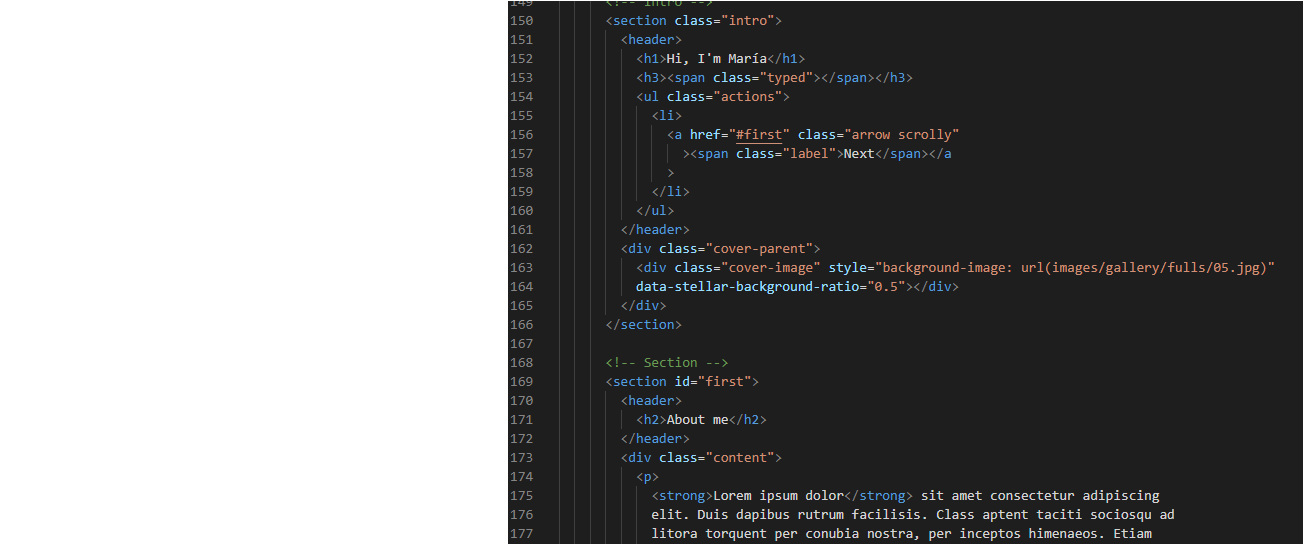 149 <!-- Intro -->
150 <section class="intro">
151 <header>
152 <h1>Hi, I'm María</h1>
153 <h3><span class="typed"></span></h3>
154 <ul class="actions">
155 <li>
156 <a href="#first" class="arrow scrolly"
157 ><span class="label">Next</span></a
158 >
159 </li>
160 </ul>
161 </header>
162 <div class="cover-parent">
163 <div class="cover-image" style="background-image: url(images/gallery/fulls/05.jpg)"
164 data-stellar-background-ratio="0.5"></div>
165 </div>
166 </section>
167
168 <!-- Section -->
169 <section id="first">
170 <header>
171 <h2>About me</h2>
172 </header>
173 <div class="content">
174 <p>
175 <strong>Lorem ipsum dolor</strong> sit amet consectetur adipiscing
176 elit. Duis dapibus rutrum facilisis. Class aptent taciti sociosqu ad
177 litora torquent per conubia nostra, per inceptos himenaeos. Etiam